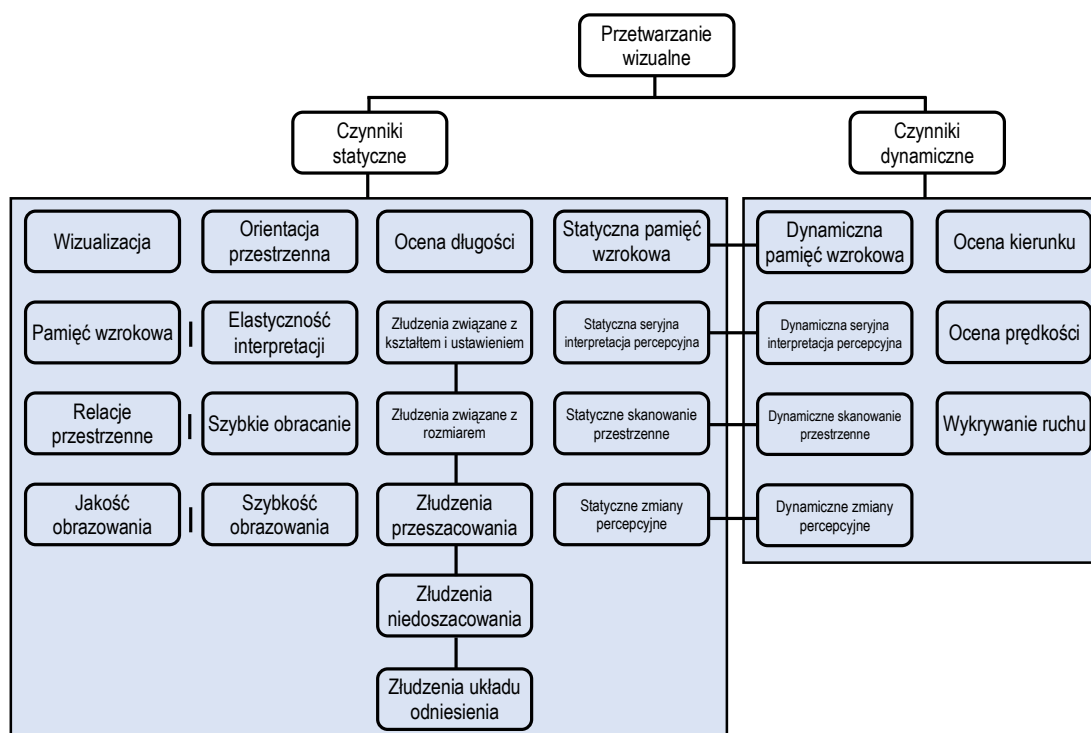 Przetwarzanie
wizualne
Czynniki
statyczne
Czynniki
dynamiczne
Wizualizacja
Orientacja
przestrzenna
Ocena długości
Statyczna pamięć
wzrokowa
Dynamiczna
pamięć wzrokowa
Ocena kierunku
Pamięć wzrokowa
Elastyczność
interpretacji
Złudzenia związane z
kształtem i ustawieniem
Statyczna seryjna
interpretacja percepcyjna
Dynamiczna seryjna
interpretacja percepcyjna
Ocena prędkości
Relacje
przestrzenne
Szybkie obracanie
Złudzenia związane z
rozmiarem
Statyczne skanowanie
przestrzenne
Dynamiczne skanowanie
przestrzenne
Wykrywanie ruchu
Jakość
obrazowania
Szybkość
obrazowania
Złudzenia
przeszacowania
Statyczne zmiany
percepcyjne
Dynamiczne zmiany
percepcyjne
Złudzenia
niedoszacowania
Złudzenia układu
odniesienia